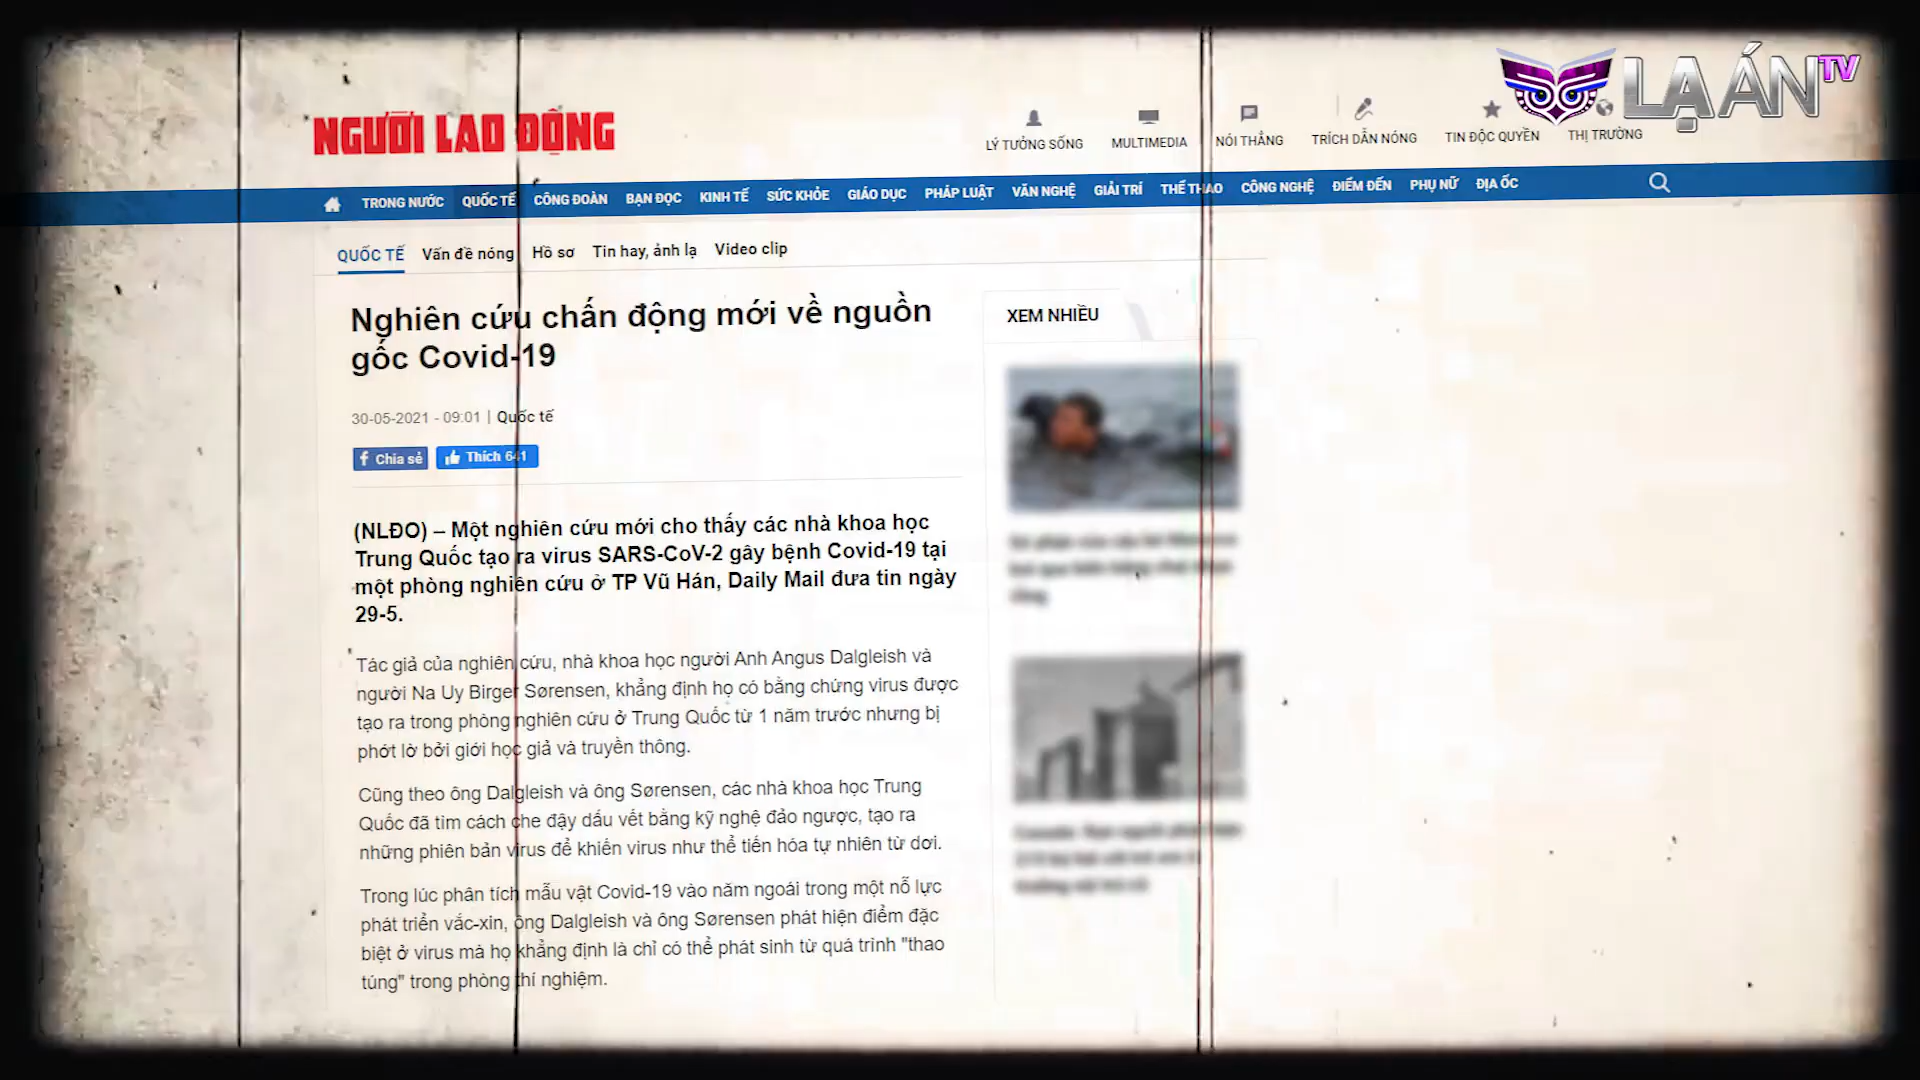 LẠ ÁN TV
NGƯỜI LAO ĐỘNG
LÝ TƯỞNG SỐNG MULTIMEDIA NÓI THẲNG TRÍCH DẪN NÓNG TIN ĐỘC QUYỀN THỊ TRƯỜNG
TRONG NƯỚC QUỐC TẾ CÔNG ĐOÀN BẠN ĐỌC KINH TẾ SỨC KHỎE GIÁO DỤC PHÁP LUẬT VĂN NGHỆ GIẢI TRÍ THỂ THAO CÔNG NGHỆ ĐIỂM ĐẾN PHỤ NỮ ĐỊA ỐC
QUỐC TẾ Vấn đề nóng Hồ sơ Tin hay, ảnh lạ Video clip
Nghiên cứu chấn động mới về nguồn
gốc Covid-19
XEM NHIỀU
30-05-2021 - 09:01 | Quốc tế
Chia sẻ Thích 641
(NLĐO) – Một nghiên cứu mới cho thấy các nhà khoa học
Trung Quốc tạo ra virus SARS-CoV-2 gây bệnh Covid-19 tại
một phòng nghiên cứu ở TP Vũ Hán, Daily Mail đưa tin ngày
29-5.
Tác giả của nghiên cứu, nhà khoa học người Anh Angus Dalgleish và
người Na Uy Birger Sørensen, khẳng định họ có bằng chứng virus được
tạo ra trong phòng nghiên cứu ở Trung Quốc từ 1 năm trước nhưng bị
phớt lờ bởi giới học giả và truyền thông.
Cũng theo ông Dalgleish và ông Sørensen, các nhà khoa học Trung
Quốc đã tìm cách che đậy dấu vết bằng kỹ nghệ đảo ngược, tạo ra
những phiên bản virus để khiến virus như thể tiến hóa tự nhiên từ dơi.
Trong lúc phân tích mẫu vật Covid-19 vào năm ngoái trong một nỗ lực
phát triển vắc-xin, ông Dalgleish và ông Sørensen phát hiện điểm đặc
biệt ở virus mà họ khẳng định là chỉ có thể phát sinh từ quá trình "thao
túng" trong phòng thí nghiệm.